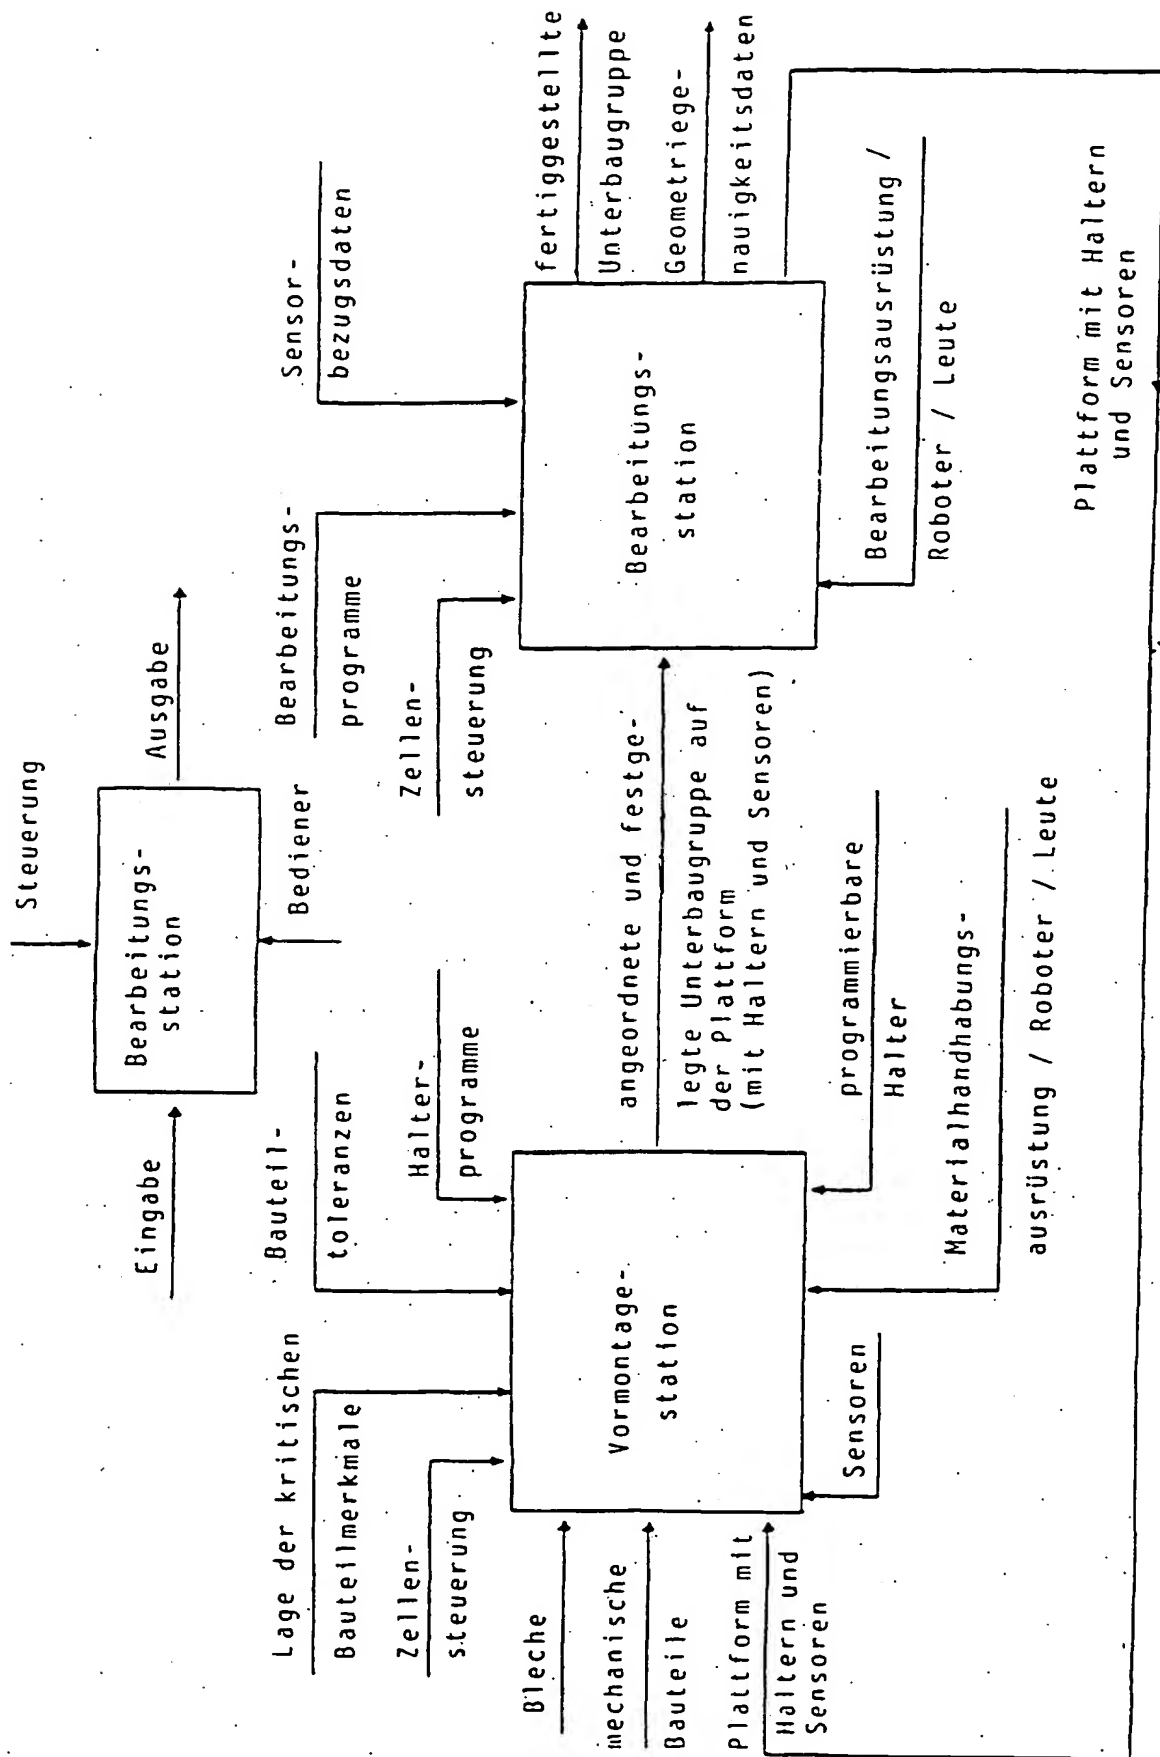 Steuerung
Eingabe
Bearbeitungs-
station
Ausgabe
Bediener
Lage der kritischen
Bauteilmerkmale
Bauteil-
toleranzen
Zellen-
steuerung
Halter-
programme
Bearbeitungs-
programme
Sensor-
bezugsdaten
Zellen-
steuerung
Bleche
mechanische
Bauteile
Plattform mit
Haltern und
Sensoren
Vormontage-
station
angeordnete und festge-
legte Unterbaugruppe auf
der Plattform
(mit Haltern und Sensoren)
Bearbeitungs-
station
fertiggestellte
Unterbaugruppe
Geometriege-
nauigkeitsdaten
Sensoren
programmierbare
Halter
Materialhandhabungs-
ausrüstung / Roboter / Leute
Bearbeitungsausrüstung /
Roboter / Leute
Plattform mit Haltern
und Sensoren